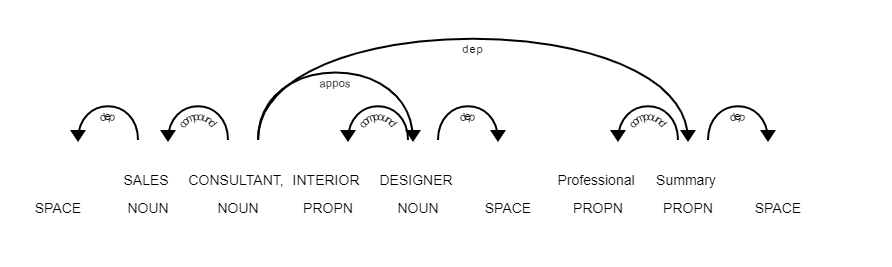 dep
appos
dep compound compound dep compound dep
SALES CONSULTANT, INTERIOR DESIGNER Professional Summary
SPACE NOUN NOUN PROPN NOUN SPACE PROPN PROPN SPACE